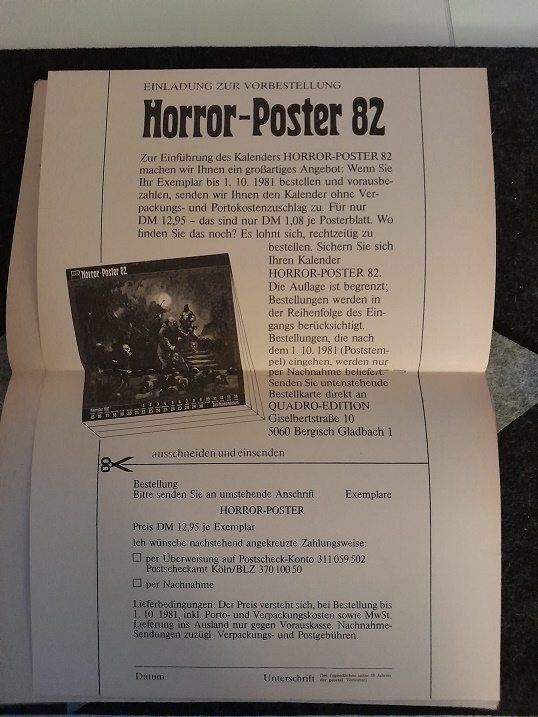 EINLADUNG ZUR VORBESTELLUNG
Horror-Poster 82
Zur Einführung des Kalenders HORROR-POSTER 82
machen wir Ihnen ein großartiges Angebot: Wenn Sie
Ihr Exemplar bis 1. 10. 1981 bestellen und vorausbe-
zahlen, senden wir Ihnen den Kalender ohne Ver-
packungs- und Portokostenzuschlag zu. Für nur
DM 12,95 – das sind nur DM 1,08 je Posterblatt. Wo
finden Sie das noch? Es lohnt sich, rechtzeitig zu
bestellen. Sichern Sie sich
Ihren Kalender
HORROR-POSTER 82.
Die Auflage ist begrenzt;
Bestellungen werden in
der Reihenfolge des Ein-
gangs berücksichtigt.
Bestellungen, die nach
dem 1. 10. 1981 (Poststem-
pel) eingehen, werden nur
per Nachnahme beliefert.
Senden Sie untenstehende
Bestellkarte direkt an
QUADRO-EDITION
Giselbertstraße 10
5060 Bergisch Gladbach 1
Horror-Poster 82
ausschneiden und einsenden
Bestellung
Bitte senden Sie an umstehende Anschrift Exemplare
HORROR-POSTER
Preis DM 12,95 je Exemplar
Ich wünsche nachstehend angekreuzte Zahlungsweise:
per Überweisung auf Postscheck-Konto 311 059 502
Postscheckamt Köln/BLZ 370 100 50
per Nachnahme
Lieferbedingungen: Der Preis versteht sich, bei Bestellung bis
1. 10. 1981, inkl. Porto- und Verpackungskosten sowie MwSt.
Lieferung ins Ausland nur gegen Vorauskasse. Nachnahme-
Sendungen zuzügl. Verpackungs- und Postgebühren.
Datum Unterschrift